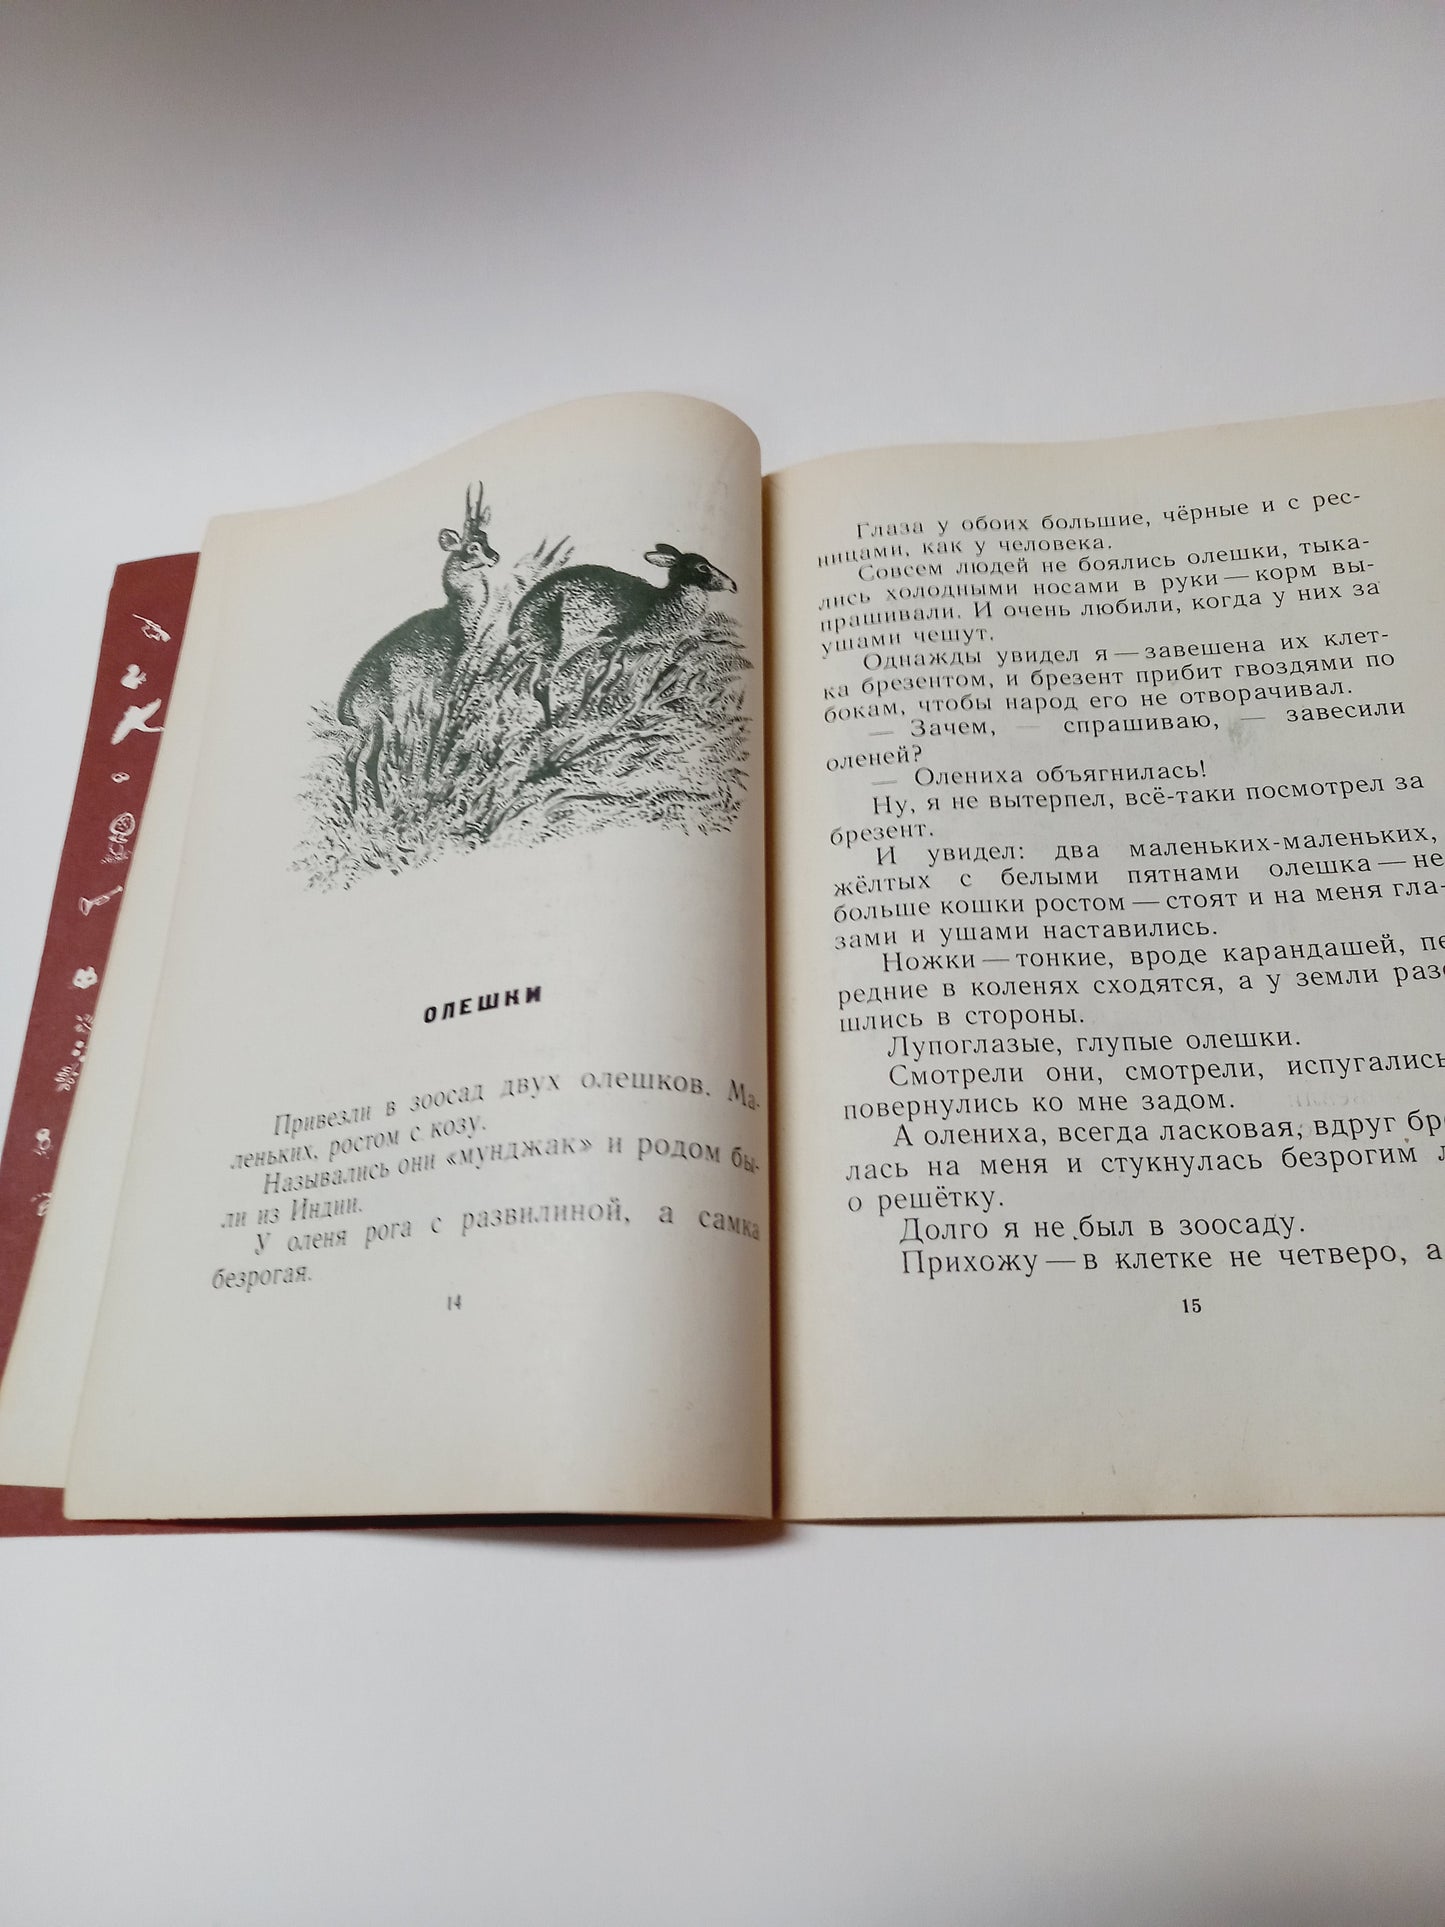 ОЛЕШКИ
Привезли в зоосад двух олешков. Ма-
леньких, ростом с козу.
Назывались они «мунджак» и родом бы-
ли из Индии.
У оленя рога с развилиной, а самка
безрогая.
14
Глаза у обоих большие, чёрные и с рес-
ницами, как у человека.
Совсем людей не боялись олешки, тыка-
лись холодными носами в руки — корм вы-
прашивали. И очень любили, когда у них за
ушами чешут.
Однажды увидел я — завешена их клет-
ка брезентом, и брезент прибит гвоздями по
бокам, чтобы народ его не отворачивал.
— Зачем, — спрашиваю, — завесили
оленей?
— Олениха объягнилась!
Ну, я не вытерпел, всё-таки посмотрел за
брезент.
И увидел: два маленьких-маленьких,
жёлтых с белыми пятнами олешка — не
больше кошки ростом — стоят и на меня гла-
зами и ушами наставились.
Ножки — тонкие, вроде карандашей, пе
редние в коленях сходятся, а у земли разо
шлись в стороны.
Лупоглазые, глупые олешки.
Смотрели они, смотрели, испугались
повернулись ко мне задом.
А олениха, всегда ласковая, вдруг бро
лась на меня и стукнулась безрогим л
о решётку.
Долго я не был в зоосаду.
Прихожу — в клетке не четверо, а
15